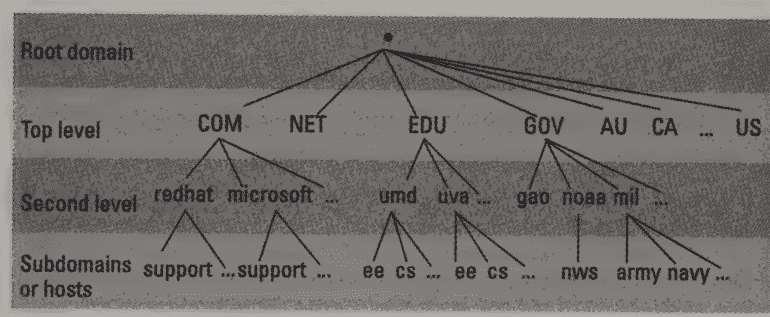 Root domain
Top level COM NET EDU GOV AU CA ... US
Second level redhat microsoft ... umd uva ... gao noaa mil ...
Subdomains or hosts support ... support ... ee cs ... ee cs ... nws army navy ...